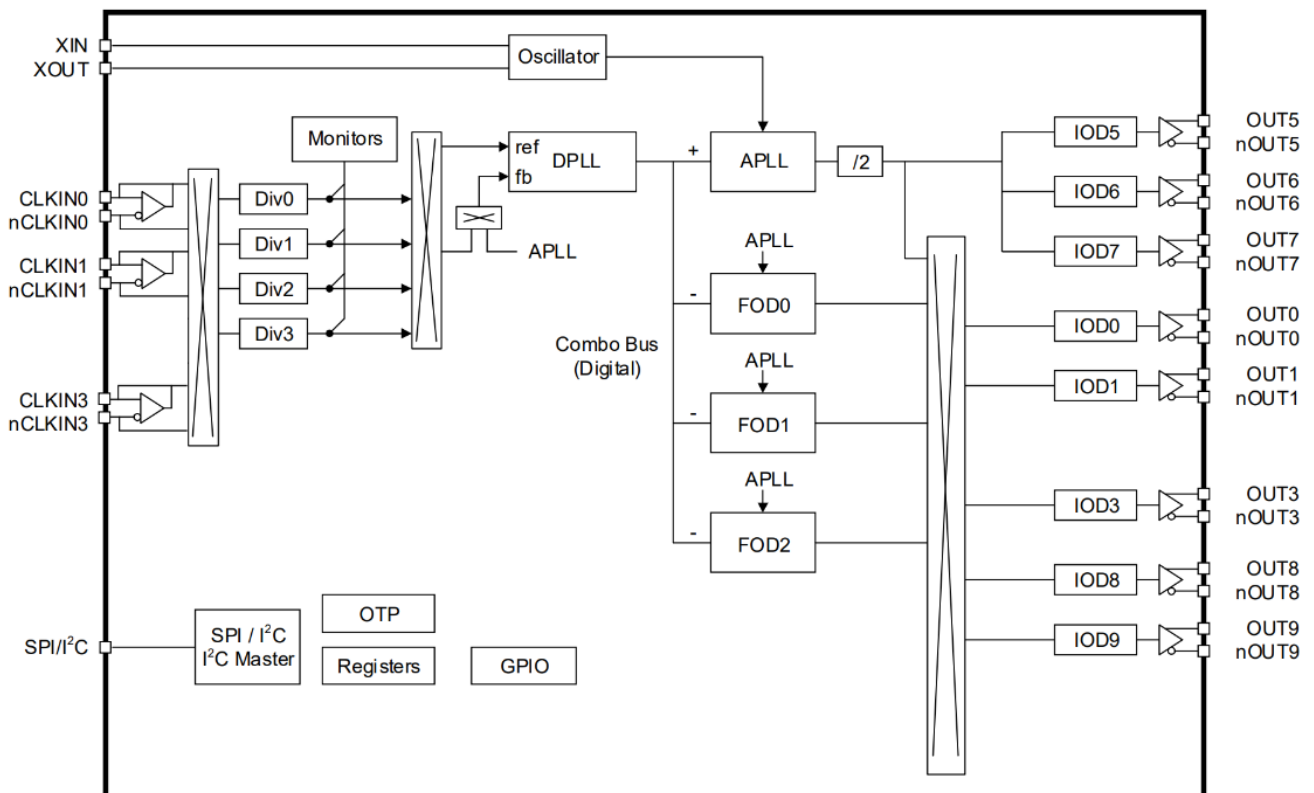 XIN
XOUT
Oscillator
Monitors
ref
fb
DPLL
+
APLL
/2
IOD5
OUT5
nOUT5
CLKIN0
nCLKIN0
Div0
IOD6
OUT6
nOUT6
CLKIN1
nCLKIN1
Div1
APLL
APLL
IOD7
OUT7
nOUT7
Div2
-
FOD0
Div3
IOD0
OUT0
nOUT0
Combo Bus
(Digital)
APLL
IOD1
OUT1
nOUT1
CLKIN3
nCLKIN3
-
FOD1
APLL
IOD3
OUT3
nOUT3
-
FOD2
IOD8
OUT8
nOUT8
SPI/I²C
SPI / I²C
I²C Master
OTP
Registers
GPIO
IOD9
OUT9
nOUT9